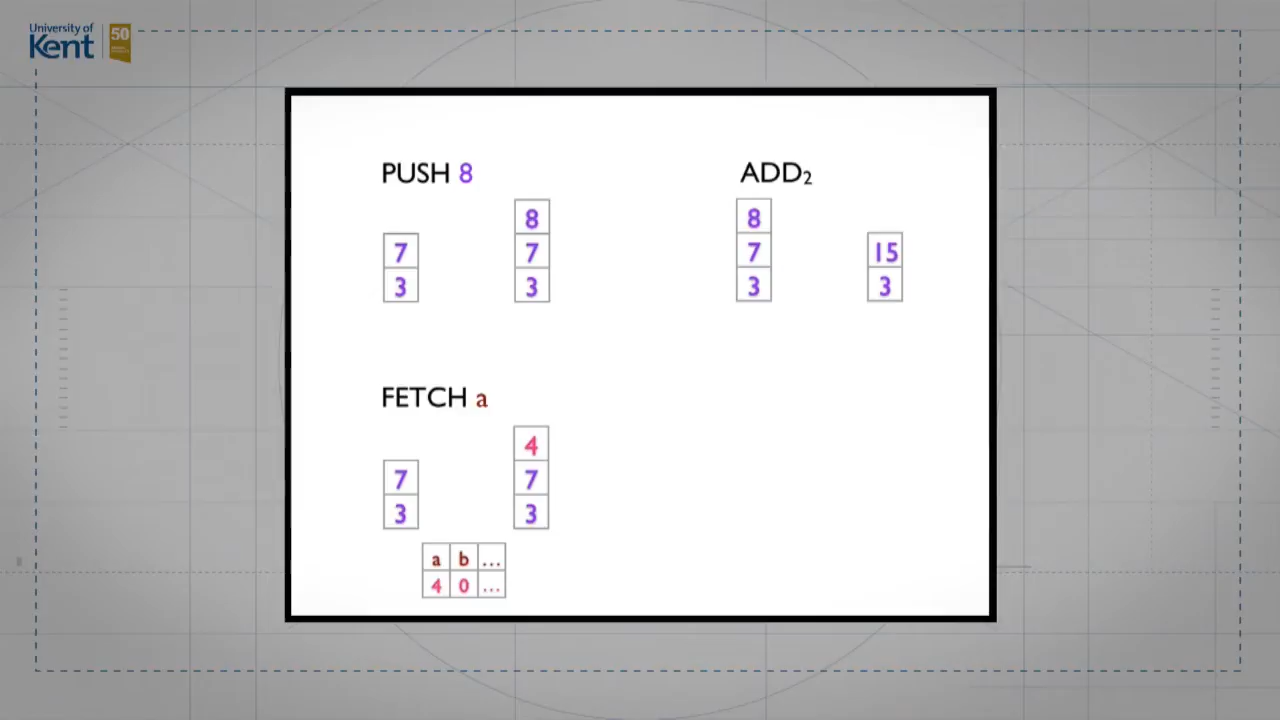 University of
Kent
50
PUSH 8
7
3
8
7
3
ADD₂
8
7
3
15
3
FETCH a
7
3
4
7
3
a b ...
4 0 ...